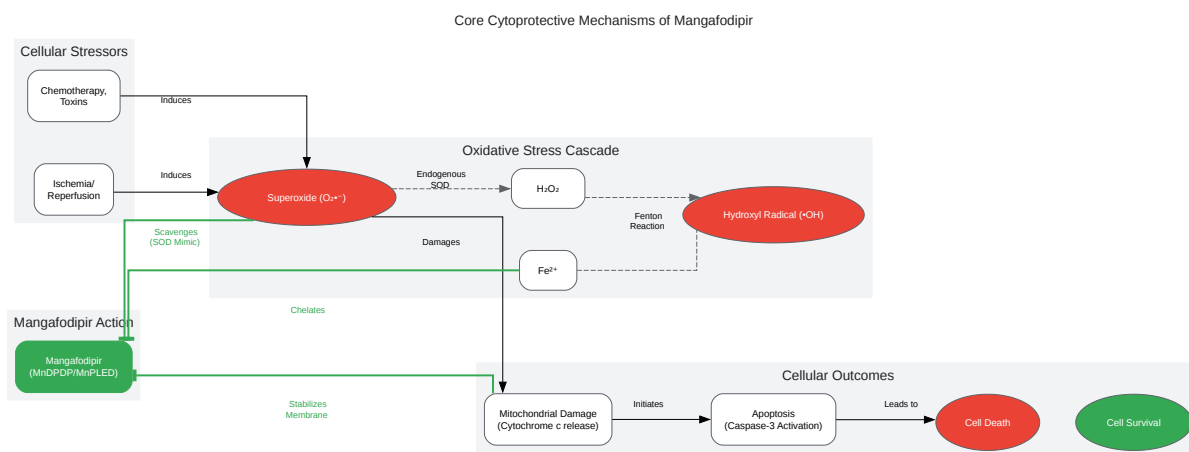 Core Cytoprotective Mechanisms of Mangafodipir
Cellular Stressors
Chemotherapy,
Toxins
Induces
Ischemia/
Reperfusion
Induces
Oxidative Stress Cascade
Superoxide (O₂•⁻)
Endogenous
SOD
H₂O₂
Fenton
Reaction
Hydroxyl Radical (•OH)
Damages
Fe²⁺
Scavenges
(SOD Mimic)
Chelates
Mangafodipir Action
Mangafodipir
(MnDPDP/MnPLED)
Stabilizes
Membrane
Cellular Outcomes
Mitochondrial Damage
(Cytochrome c release)
Initiates
Apoptosis
(Caspase-3 Activation)
Leads to
Cell Death
Cell Survival